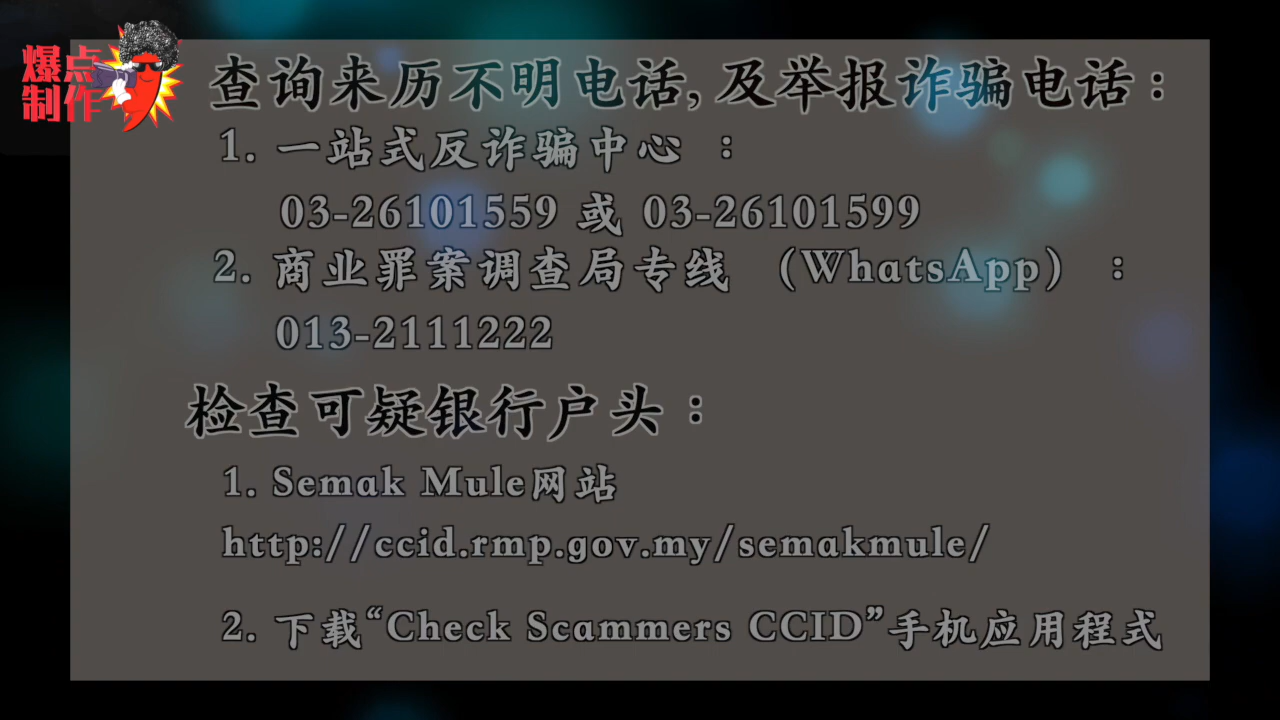 爆点
制作
查询来历不明电话,及举报诈骗电话：
1. 一站式反诈骗中心 ：
03-26101559 或 03-26101599
2. 商业罪案调查局专线 （WhatsApp） ：
013-2111222
检查可疑银行户头：
1. Semak Mule网站
http://ccid.rmp.gov.my/semakmule/
2. 下载“Check Scammers CCID”手机应用程式